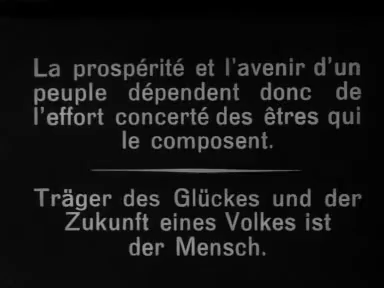 La prospérité et l'avenir d'un
peuple dépendent donc de
l'effort concerté des êtres qui
le composent.
Träger des Glückes und der
Zukunft eines Volkes ist
der Mensch.